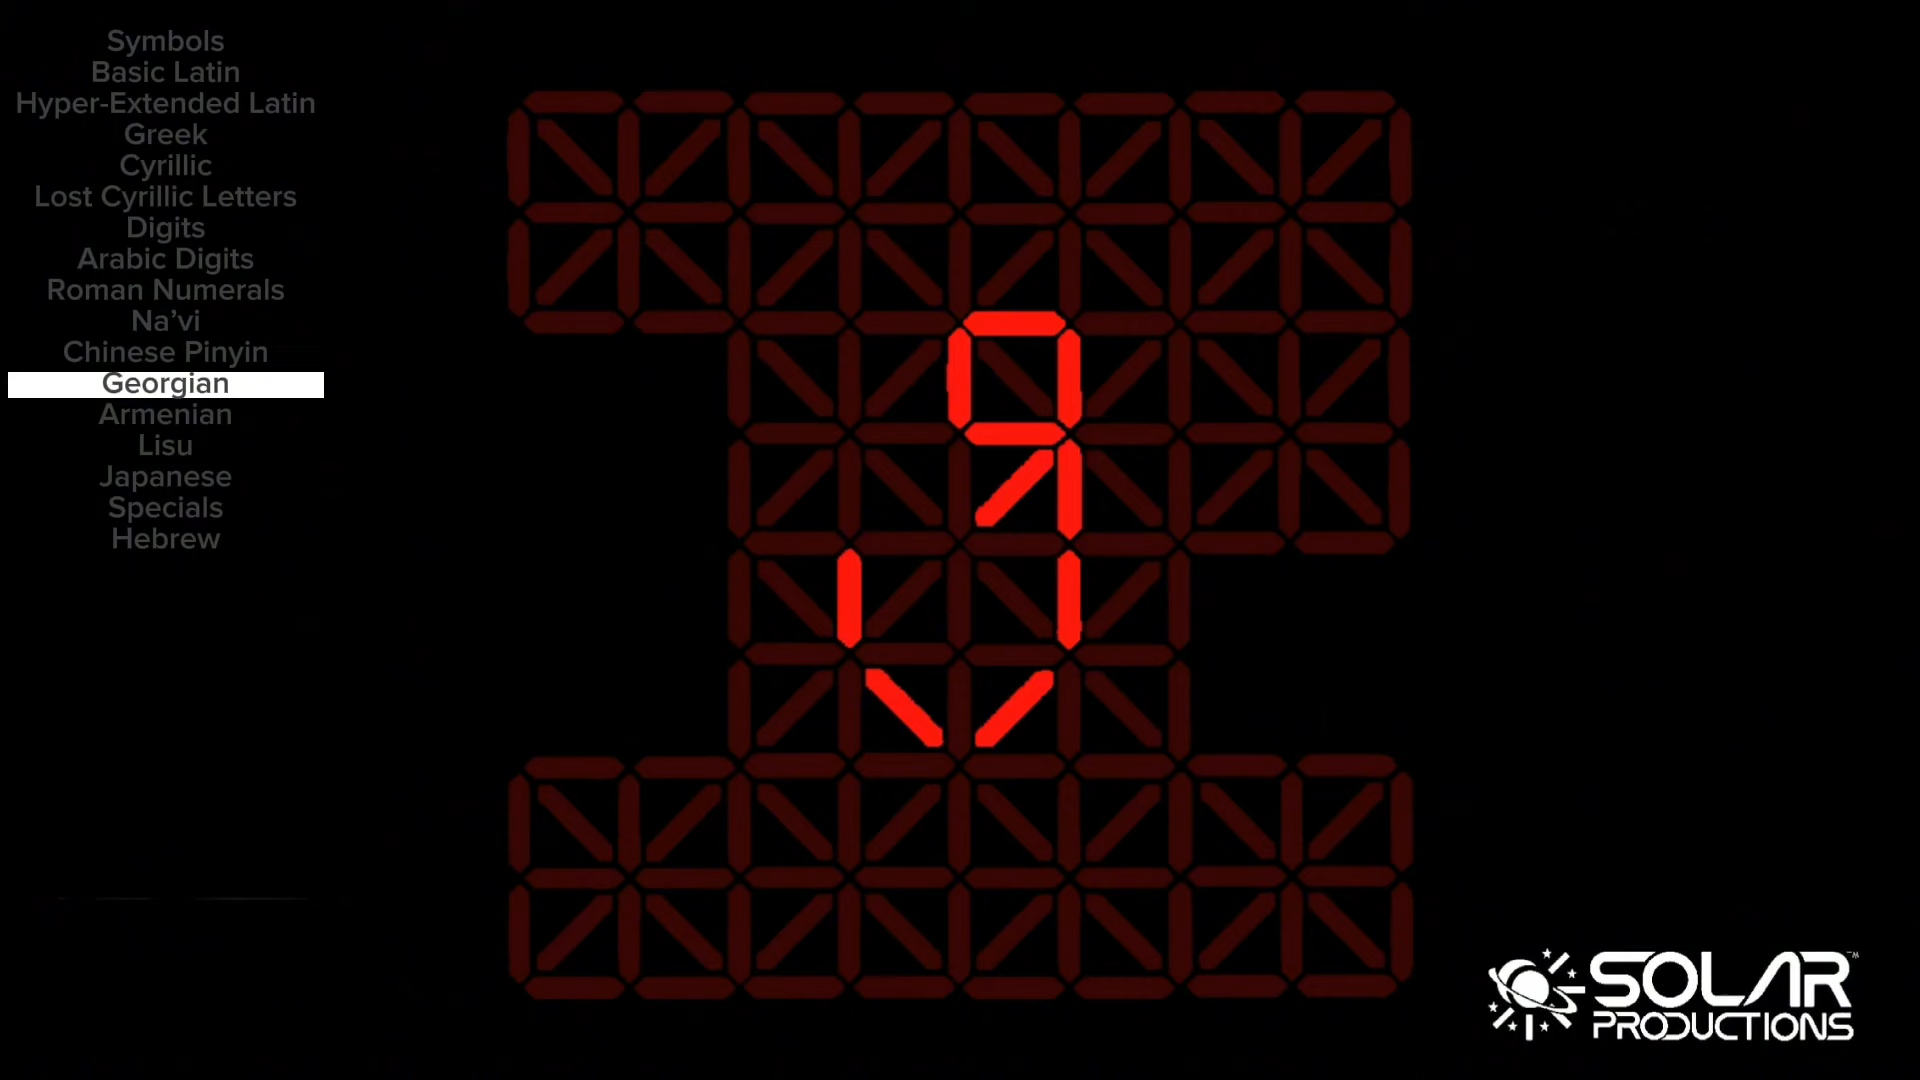 Symbols
Basic Latin
Hyper-Extended Latin
Greek
Cyrillic
Lost Cyrillic Letters
Digits
Arabic Digits
Roman Numerals
Na’vi
Chinese Pinyin
Georgian
Armenian
Lisu
Japanese
Specials
Hebrew
SOLAR™
PRODUCTIONS